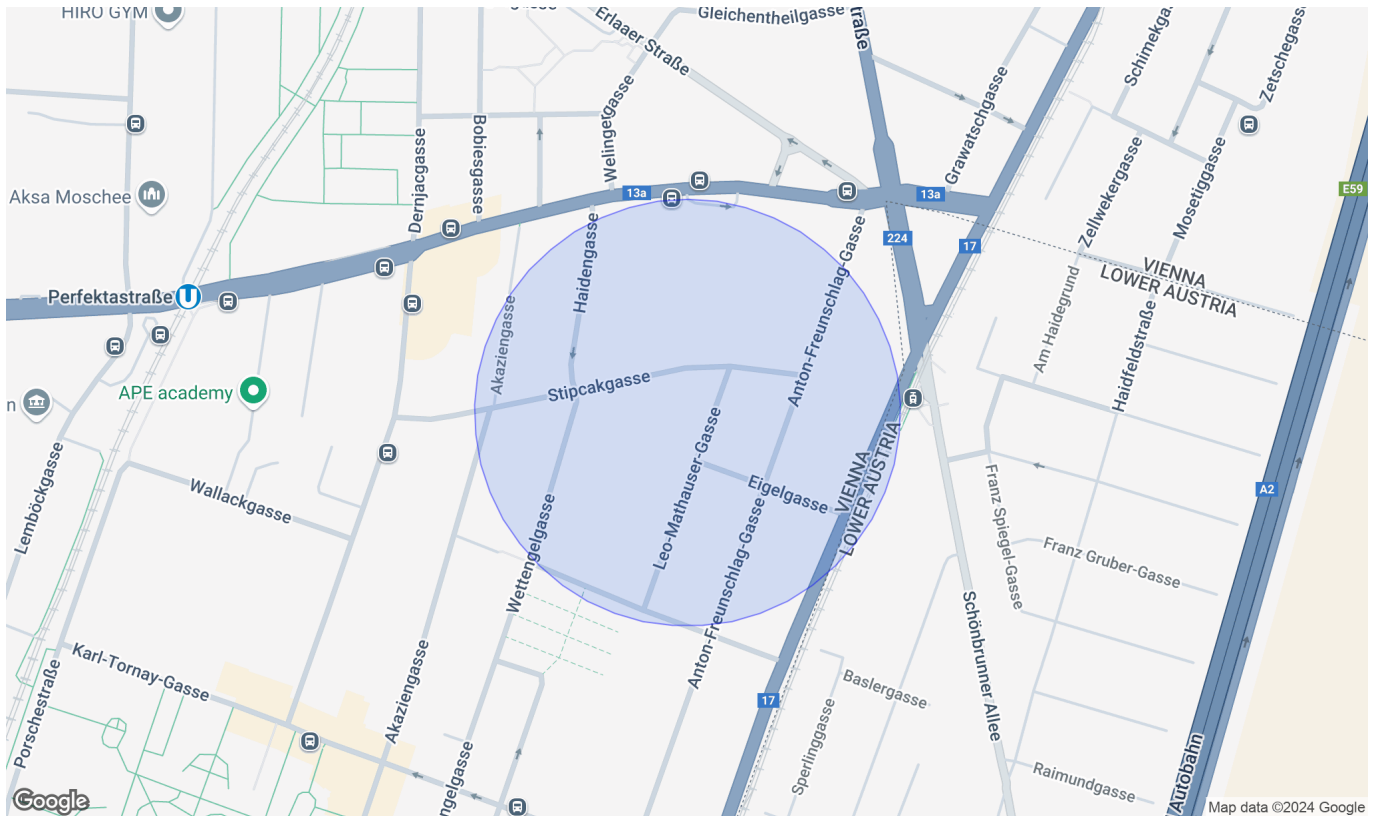 HIRO GYM
Erlaaer Straße
Gleichentheilgasse
Schimekga
Zetschegasse
Welingergasse
Grawatschgasse
Dernjacgasse
Bobiesgasse
Zellwekergasse
Mosetiggasse
Aksa Moschee
13a
13a
E59
224
17
VIENNA
LOWER AUSTRIA
Perfektastraße
Haidengasse
Akaziengasse
Anton-Freunschlag-Gasse
Am Haidegrund
Haidfeldstraße
Stipcakgasse
APE academy
n
Leo-Mathauser-Gasse
VIENNA
LOWER AUSTRIA
Eigelgasse
A2
Lemböckgasse
Wallackgasse
Wettengelgasse
Anton-Freunschlag-Gasse
Franz Spiegel-Gasse
Franz Gruber-Gasse
Schönbrunner Allee
Karl-Tornay-Gasse
Akaziengasse
Porschestraße
17
Baslergasse
Sperlinggasse
Raimundgasse
Autobahn
ngelgasse
Google
Map data ©2024 Google